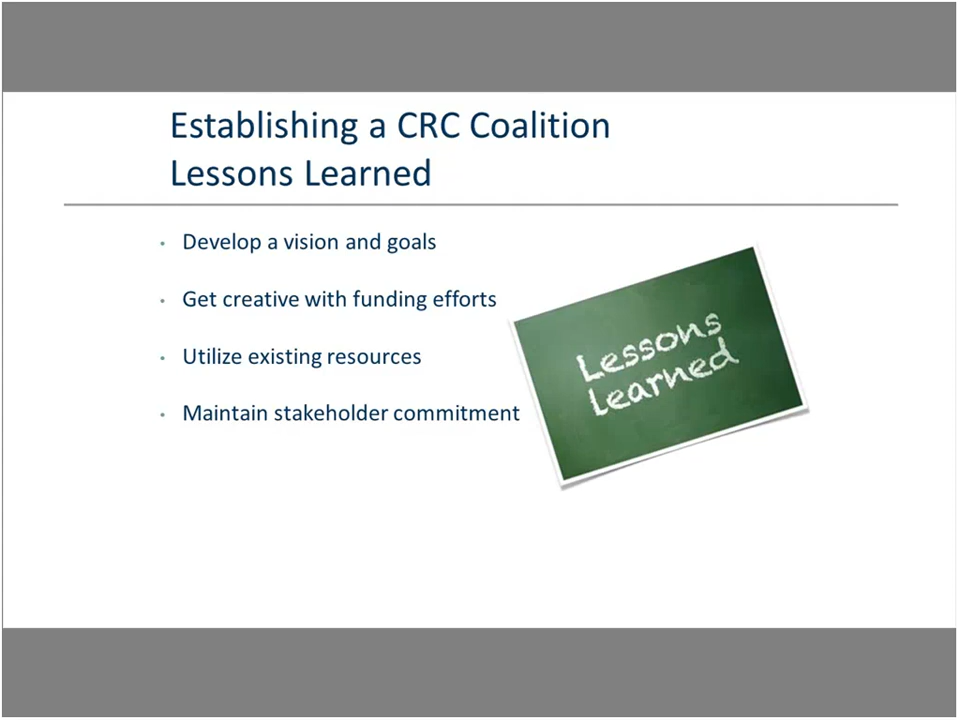 Establishing a CRC Coalition
Lessons Learned
• Develop a vision and goals
• Get creative with funding efforts
• Utilize existing resources
• Maintain stakeholder commitment
Lessons
learned